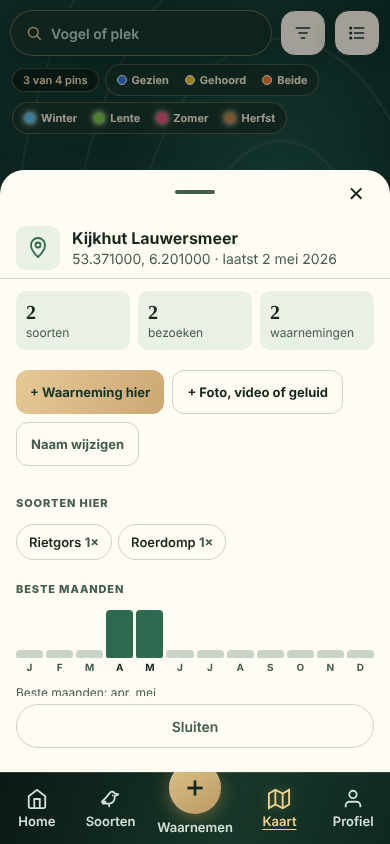 Vogel of plek
3 van 4 pins
Gezien Gehoord Beide
Winter Lente Zomer Herfst
Kijkhut Lauwersmeer
53.371000, 6.201000 · laatst 2 mei 2026
2 2 2
soorten bezoeken waarnemingen
+ Waarneming hier + Foto, video of geluid
Naam wijzigen
SOORTEN HIER
Rietgors 1× Roerdomp 1×
BESTE MAANDEN
J F M A M J J A S O N D
Beste maanden: apr, mei
Sluiten
Home Soorten Waarnemen Kaart Profiel